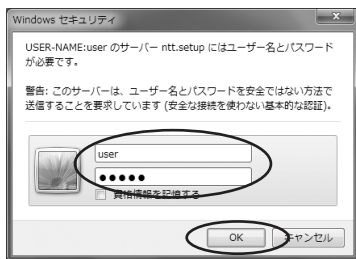 Windows セキュリティ
USER-NAME:user のサーバー ntt.setup にはユーザー名とパスワード
が必要です。
警告: このサーバーは、ユーザー名とパスワードを安全ではない方法で
送信することを要求しています (安全な接続を使わない基本的な認証)。
user
●●●●●
資格情報を記憶する
OK
キャンセル